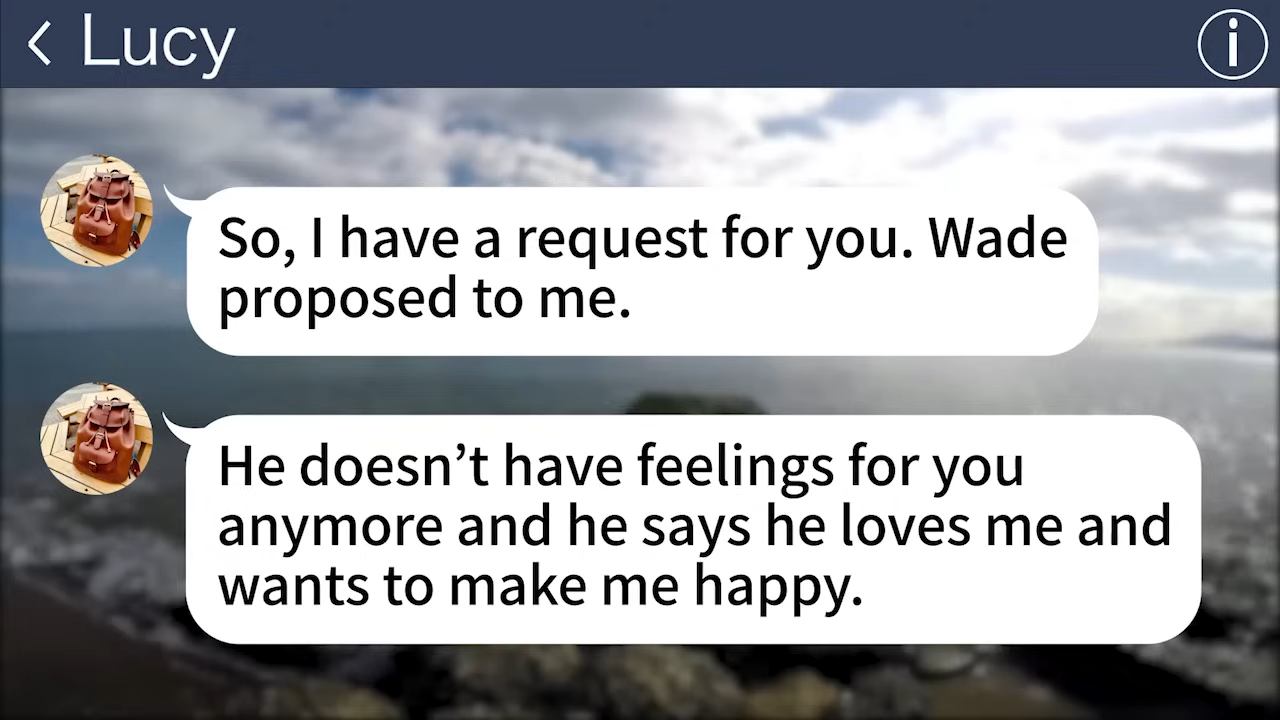 Lucy
So, I have a request for you. Wade
proposed to me.
He doesn’t have feelings for you
anymore and he says he loves me and
wants to make me happy.